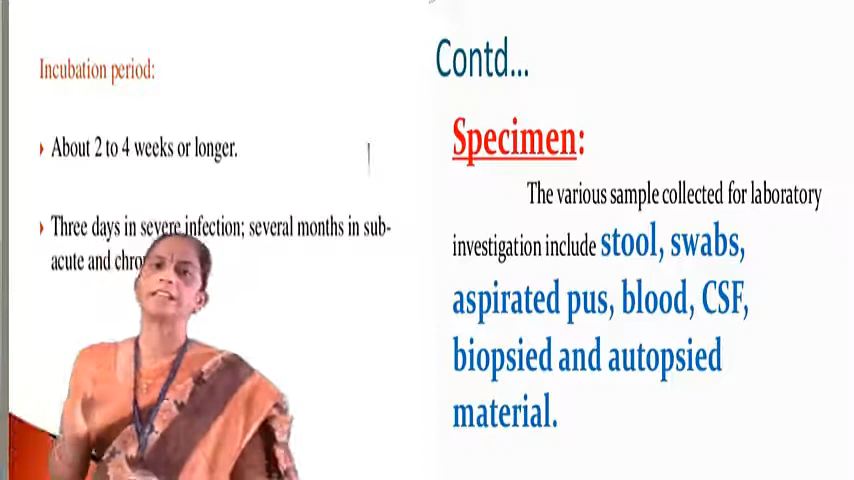 Incubation period:
About 2 to 4 weeks or longer.
Three days in severe infection; several months in sub-
acute and chro
Contd...
Specimen:
The various sample collected for laboratory
investigation include stool, swabs,
aspirated pus, blood, CSF,
biopsied and autopsied
material.